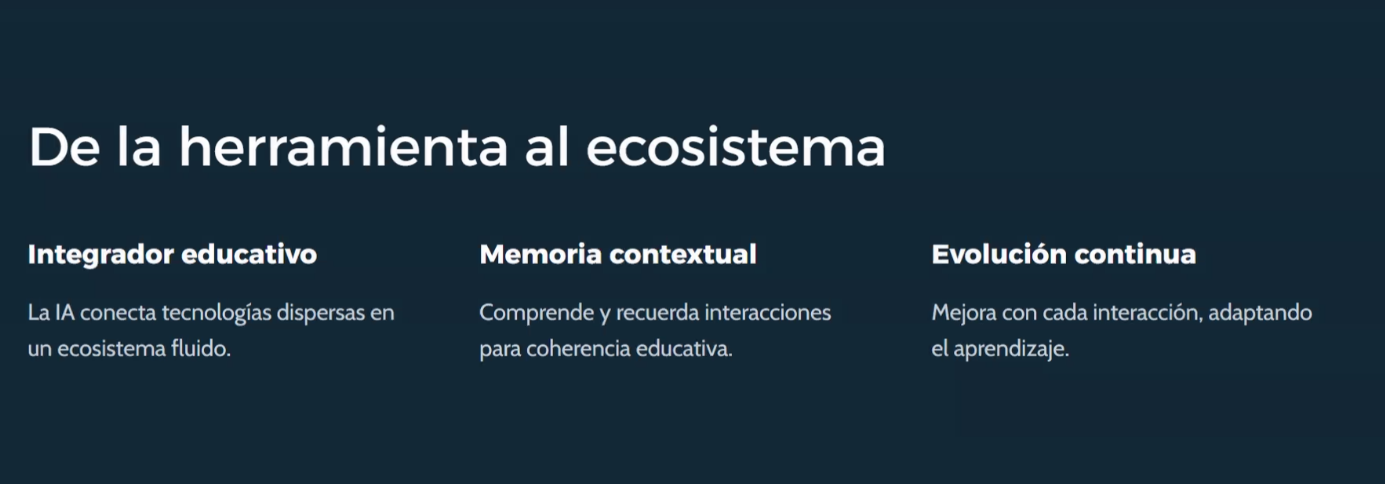 De la herramienta al ecosistema
Integrador educativo
La IA conecta tecnologías dispersas en
un ecosistema fluido.
Memoria contextual
Comprende y recuerda interacciones
para coherencia educativa.
Evolución continua
Mejora con cada interacción, adaptando
el aprendizaje.